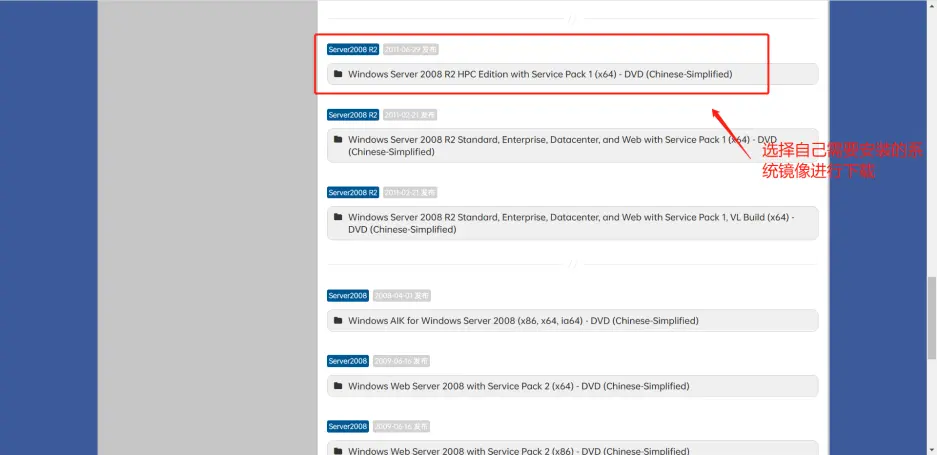 //
Server2008 R2 2011-06-29 发布
Windows Server 2008 R2 HPC Edition with Service Pack 1 (x64) - DVD (Chinese-Simplified)
Server2008 R2 2011-02-21 发布
Windows Server 2008 R2 Standard, Enterprise, Datacenter, and Web with Service Pack 1 (x64) - DVD
(Chinese-Simplified)
选择自己需要安装的系
统镜像进行下载
Server2008 R2 2011-02-21 发布
Windows Server 2008 R2 Standard, Enterprise, Datacenter, and Web with Service Pack 1, VL Build (x64) -
DVD (Chinese-Simplified)
//
Server2008 2008-04-01 发布
Windows AIK for Windows Server 2008 (x86, x64, ia64) - DVD (Chinese-Simplified)
Server2008 2009-06-16 发布
Windows Web Server 2008 with Service Pack 2 (x64) - DVD (Chinese-Simplified)
Server2008 2009-06-16 发布
Windows Web Server 2008 with Service Pack 2 (x86) - DVD (Chinese-Simplified)